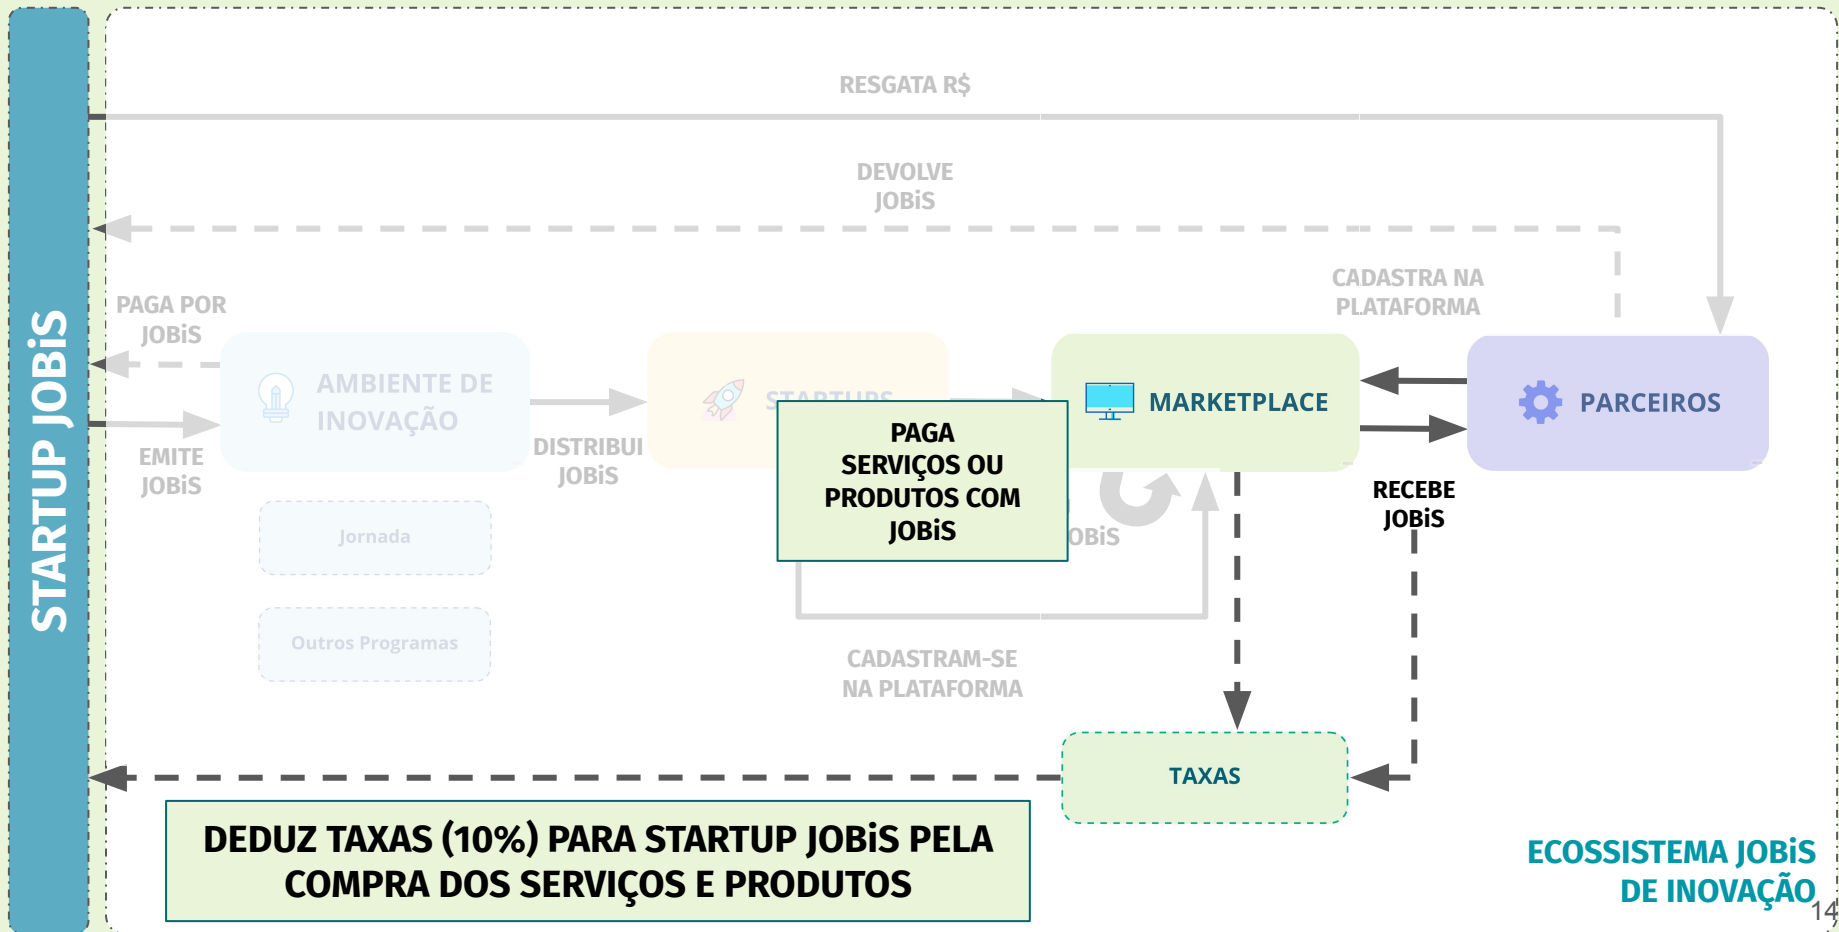 STARTUP JOBiS
RESGATA R$
DEVOLVE
JOBiS
CADASTRA NA
PLATAFORMA
PAGA POR
JOBiS
AMBIENTE DE
INOVAÇÃO
STARTUPS
MARKETPLACE
PARCEIROS
EMITE
JOBiS
DISTRIBUI
JOBiS
PAGA
SERVIÇOS OU
PRODUTOS COM
JOBiS
RECEBE
JOBiS
Jornada
Outros Programas
CADASTRAM-SE
NA PLATAFORMA
TAXAS
DEDUZ TAXAS (10%) PARA STARTUP JOBiS PELA
COMPRA DOS SERVIÇOS E PRODUTOS
ECOSSISTEMA JOBiS
DE INOVAÇÃO
14